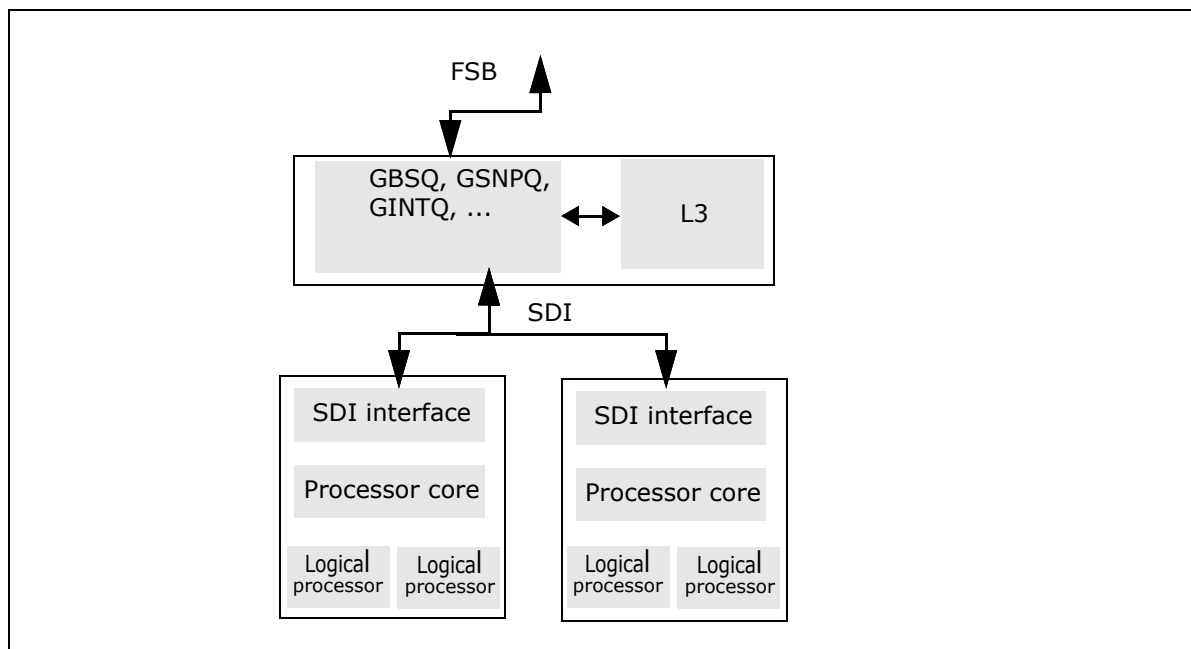 FSB
GBSQ, GSNPQ,
GINTQ, ...
L3
SDI
SDI interface
Processor core
Logical
processor
Logical
processor
SDI interface
Processor core
Logical
processor
Logical
processor